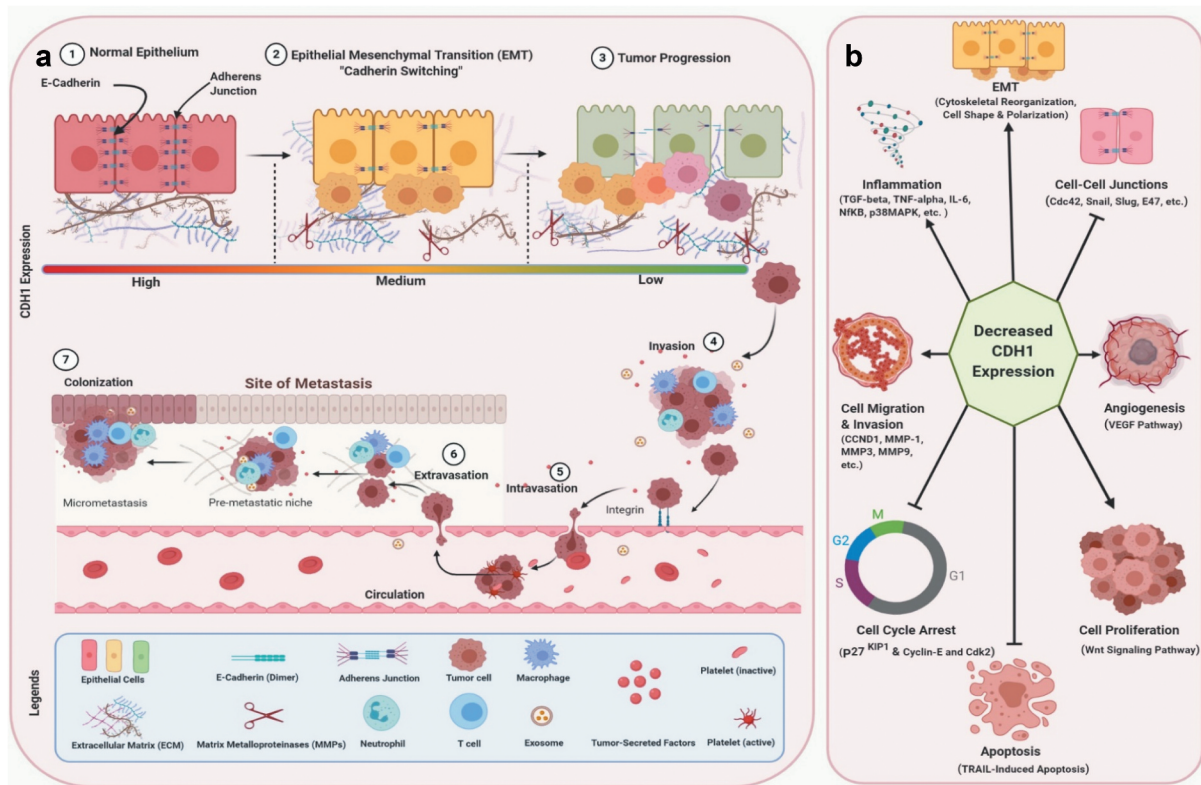 a
1 Normal Epithelium
E-Cadherin
Adherens
Junction
2 Epithelial Mesenchymal Transition (EMT)
"Cadherin Switching"
3 Tumor Progression
CDH1 Expression
High
Medium
Low
4
Invasion
5
Intravasation
Integrin
6
Extravasation
7
Colonization
Site of Metastasis
Micrometastasis
Pre-metastatic niche
Circulation
Legends
Epithelial Cells
E-Cadherin (Dimer)
Adherens Junction
Tumor cell
Macrophage
Platelet (inactive)
Extracellular Matrix (ECM)
Matrix Metalloproteinases (MMPs)
Neutrophil
T cell
Exosome
Tumor-Secreted Factors
Platelet (active)
b
EMT
(Cytoskeletal Reorganization,
Cell Shape & Polarization)
Inflammation
(TGF-beta, TNF-alpha, IL-6,
NfKB, p38MAPK, etc. )
Cell-Cell Junctions
(Cdc42, Snail, Slug, E47, etc.)
Decreased
CDH1
Expression
Cell Migration
& Invasion
(CCND1, MMP-1,
MMP3, MMP9,
etc.)
Angiogenesis
(VEGF Pathway)
M
G2
S
G1
Cell Cycle Arrest
(P27 KIP1 & Cyclin-E and Cdk2)
Cell Proliferation
(Wnt Signaling Pathway)
Apoptosis
(TRAIL-Induced Apoptosis)